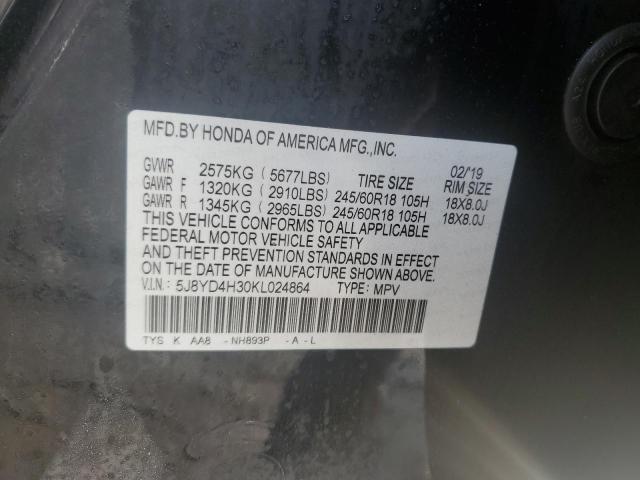 MFD.BY HONDA OF AMERICA MFG.,INC.
02/'19
GVWR 2575KG ( 5677LBS) TIRE SIZE RIM SIZE
GAWR F 1320KG ( 2910LBS) 245/60R18 105H 18X8.0J
GAWR R 1345KG ( 2965LBS) 245/60R18 105H 18X8.0J
THIS VEHICLE CONFORMS TO ALL APPLICABLE
FEDERAL MOTOR VEHICLE SAFETY
AND THEFT PREVENTION STANDARDS IN EFFECT
ON THE DATE OF MANUFACTURE SHOWN ABOVE.
V.I.N.: 5J8YD4H30KL024864 TYPE: MPV
TYS K AA8 -NH893P -A-L